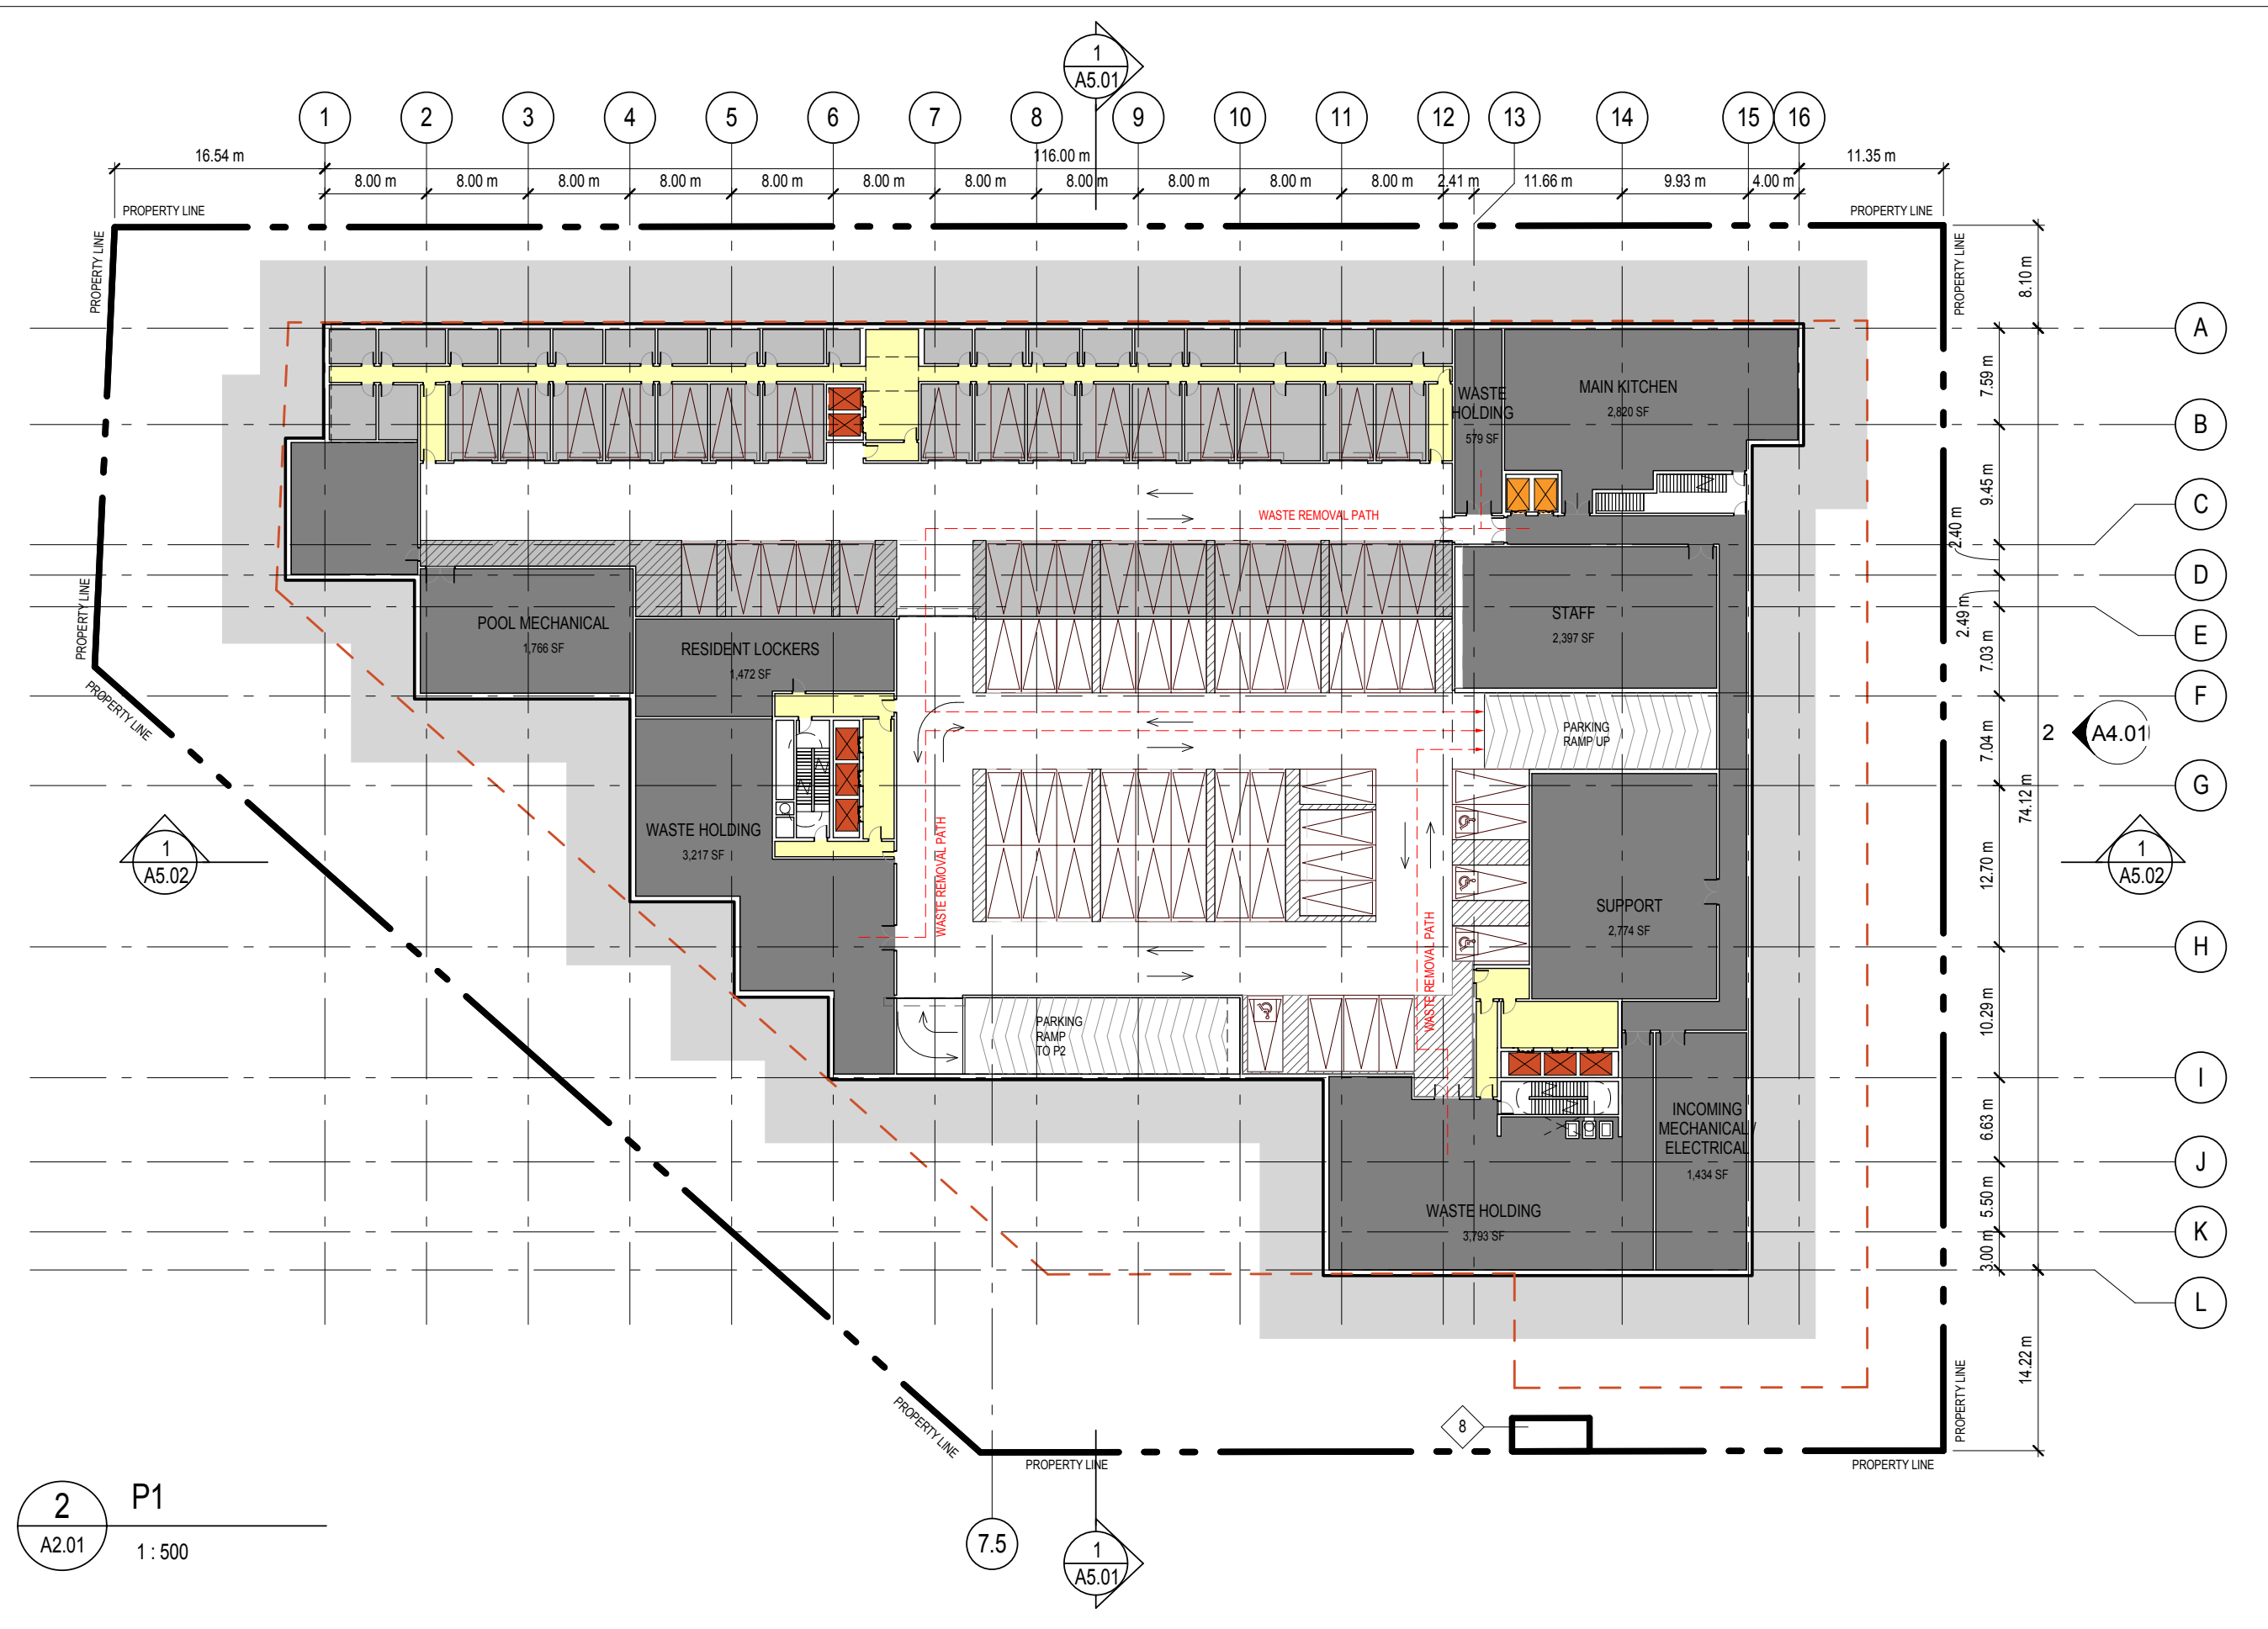 1
A5.01
1 2 3 4 5 6 7 8 9 10 11 12 13 14 15 16
16.54 m 116.00 m 11.35 m
8.00 m 8.00 m 8.00 m 8.00 m 8.00 m 8.00 m 8.00 m 8.00 m 8.00 m 8.00 m 8.00 m 2.41 m 11.66 m 9.93 m 4.00 m
PROPERTY LINE
PROPERTY LINE
PROPERTY LINE
PROPERTY LINE
PROPERTY LINE
PROPERTY LINE
8.10 m
7.59 m
9.45 m
2.40 m
2.49 m
7.03 m
7.04 m
74.12 m
12.70 m
10.29 m
6.63 m
5.50 m
3.00 m
14.22 m
A
B
C
D
E
F
G
H
I
J
K
L
WASTE
HOLDING
579 SF
MAIN KITCHEN
2,820 SF
WASTE REMOVAL PATH
POOL MECHANICAL
1,766 SF
RESIDENT LOCKERS
1,472 SF
STAFF
2,397 SF
PARKING
RAMP UP
2
A4.01
WASTE HOLDING
3,217 SF
WASTE REMOVAL PATH
WASTE REMOVAL PATH
SUPPORT
2,774 SF
1
A5.02
1
A5.02
PARKING
RAMP
TO P2
INCOMING
MECHANICAL /
ELECTRICAL
1,434 SF
WASTE HOLDING
3,793 SF
8
PROPERTY LINE
PROPERTY LINE
PROPERTY LINE
PROPERTY LINE
2
A2.01
P1
1 : 500
7.5
1
A5.01